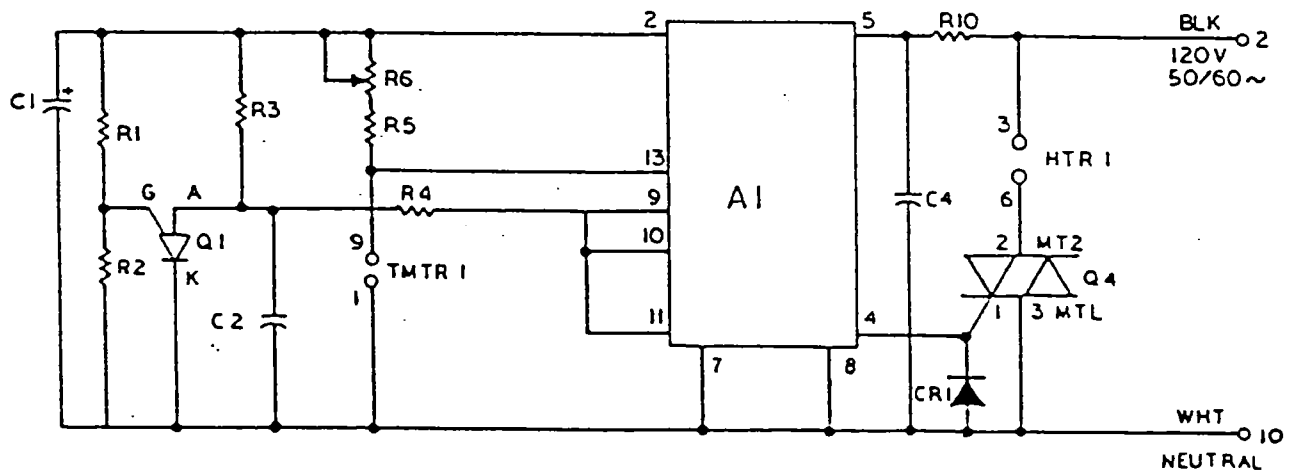 2
5
R10
BLK
2
120V
50/60~
C1
+
R1
R3
R6
R5
3
HTR 1
13
G
A
R4
9
A1
C4
6
10
Q1
R2
K
9
TMTR 1
1
C2
11
2
MT2
Q4
1
3
MTL
4
7
8
CR1
WHT
10
NEUTRAL